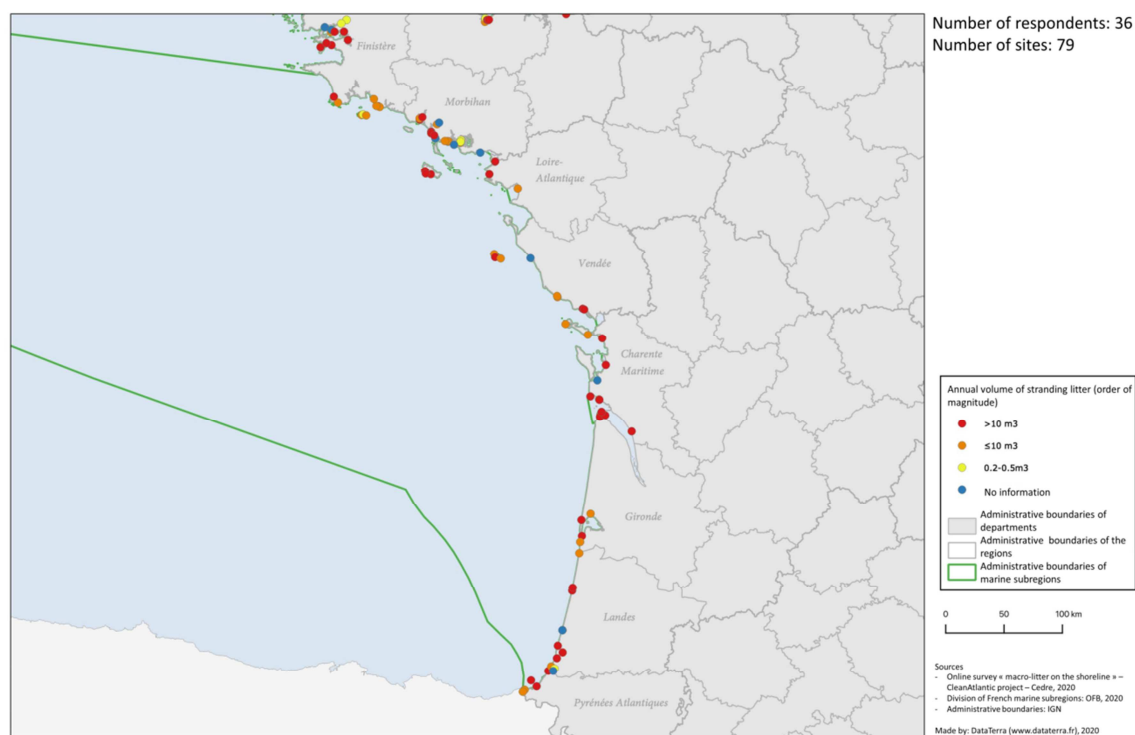 Number of respondents: 36
Number of sites: 79
Finistère
Morbihan
Loire-
Atlantique
Vendée
Charente
Maritime
Gironde
Landes
Pyrénées Atlantiques
Annual volume of stranding litter (order of
magnitude)
>10 m3
≤10 m3
0.2-0.5m3
No information
Administrative boundaries of
departments
Administrative boundaries of the
regions
Administrative boundaries of
marine subregions
0 50 100 km
Sources
- Online survey « macro-litter on the shoreline » –
CleanAtlantic project – Cedre, 2020
- Division of French marine subregions: OFB, 2020
- Administrative boundaries: IGN
Made by: DataTerra (www.dataterra.fr), 2020